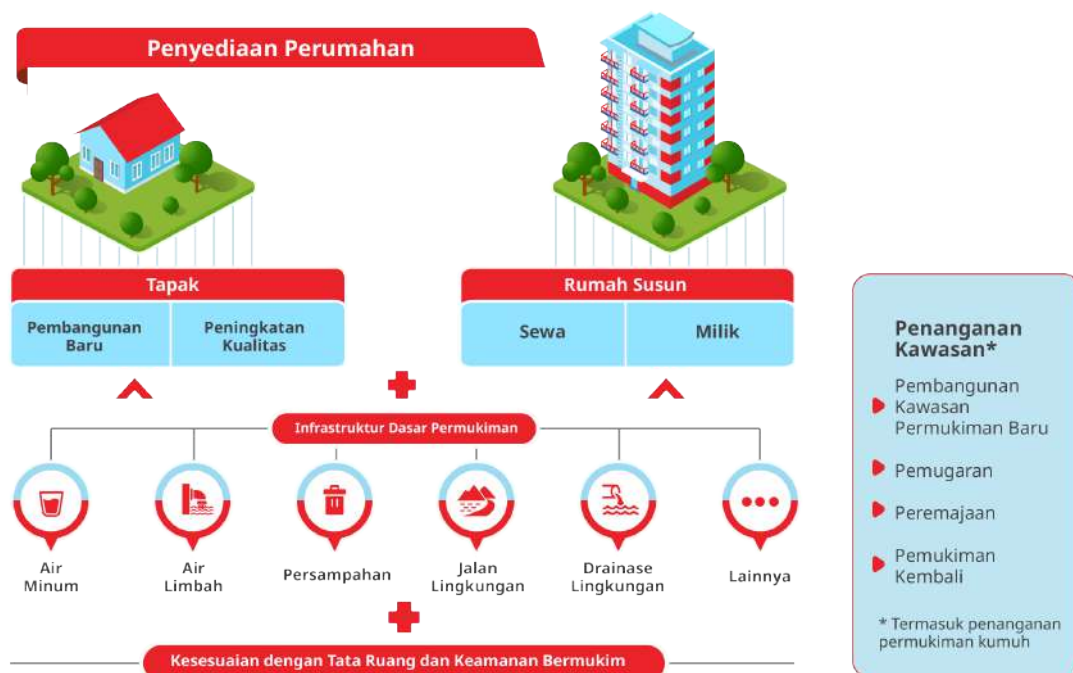 Penyediaan Perumahan
Tapak
Pembangunan
Baru
Peningkatan
Kualitas
Rumah Susun
Sewa
Milik
Infrastruktur Dasar Permukiman
Air
Minum
Air
Limbah
Persampahan
Jalan
Lingkungan
Drainase
Lingkungan
Lainnya
Kesesuaian dengan Tata Ruang dan Keamanan Bermukim
Penanganan
Kawasan*
Pembangunan
Kawasan
Permukiman Baru
Pemugaran
Peremajaan
Pemukiman
Kembali
* Termasuk penanganan
permukiman kumuh